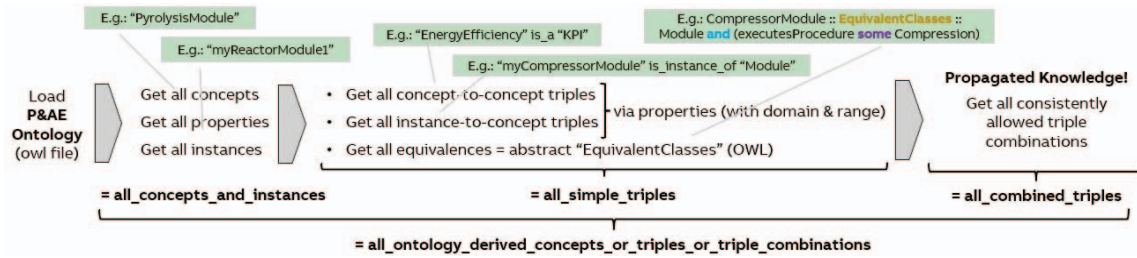 E.g.: “PyrolysisModule”
E.g.: “myReactorModule1”
E.g.: “EnergyEfficiency” is_a “KPI”
E.g.: “myCompressorModule” is_instance_of “Module”
E.g.: CompressorModule :: EquivalentClasses ::
Module and (executesProcedure some Compression)
Load
P&AE
Ontology
(owl file)
Get all concepts
Get all properties
Get all instances
• Get all concept-to-concept triples
• Get all instance-to-concept triples
via properties (with domain & range)
• Get all equivalences = abstract “EquivalentClasses” (OWL)
Propagated Knowledge!
Get all consistently
allowed triple
combinations
= all_concepts_and_instances
= all_simple_triples
= all_combined_triples
= all_ontology_derived_concepts_or_triples_or_triple_combinations